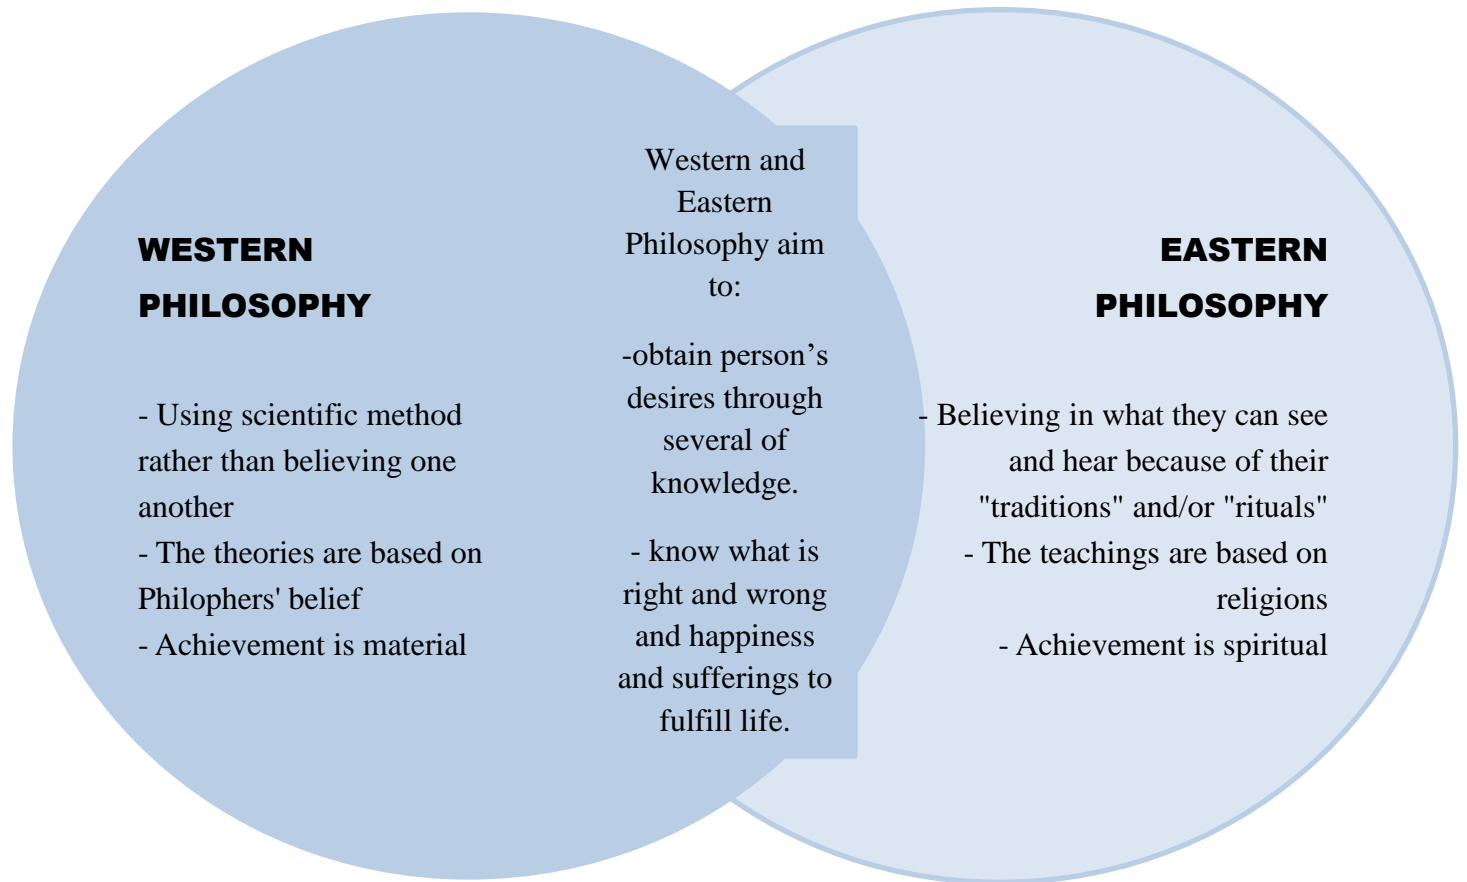 WESTERN
PHILOSOPHY
- Using scientific method
rather than believing one
another
- The theories are based on
Philophers' belief
- Achievement is material
Western and
Eastern
Philosophy aim
to:
-obtain person’s
desires through
several of
knowledge.
- know what is
right and wrong
and happiness
and sufferings to
fulfill life.
EASTERN
PHILOSOPHY
- Believing in what they can see
and hear because of their
"traditions" and/or "rituals"
- The teachings are based on
religions
- Achievement is spiritual